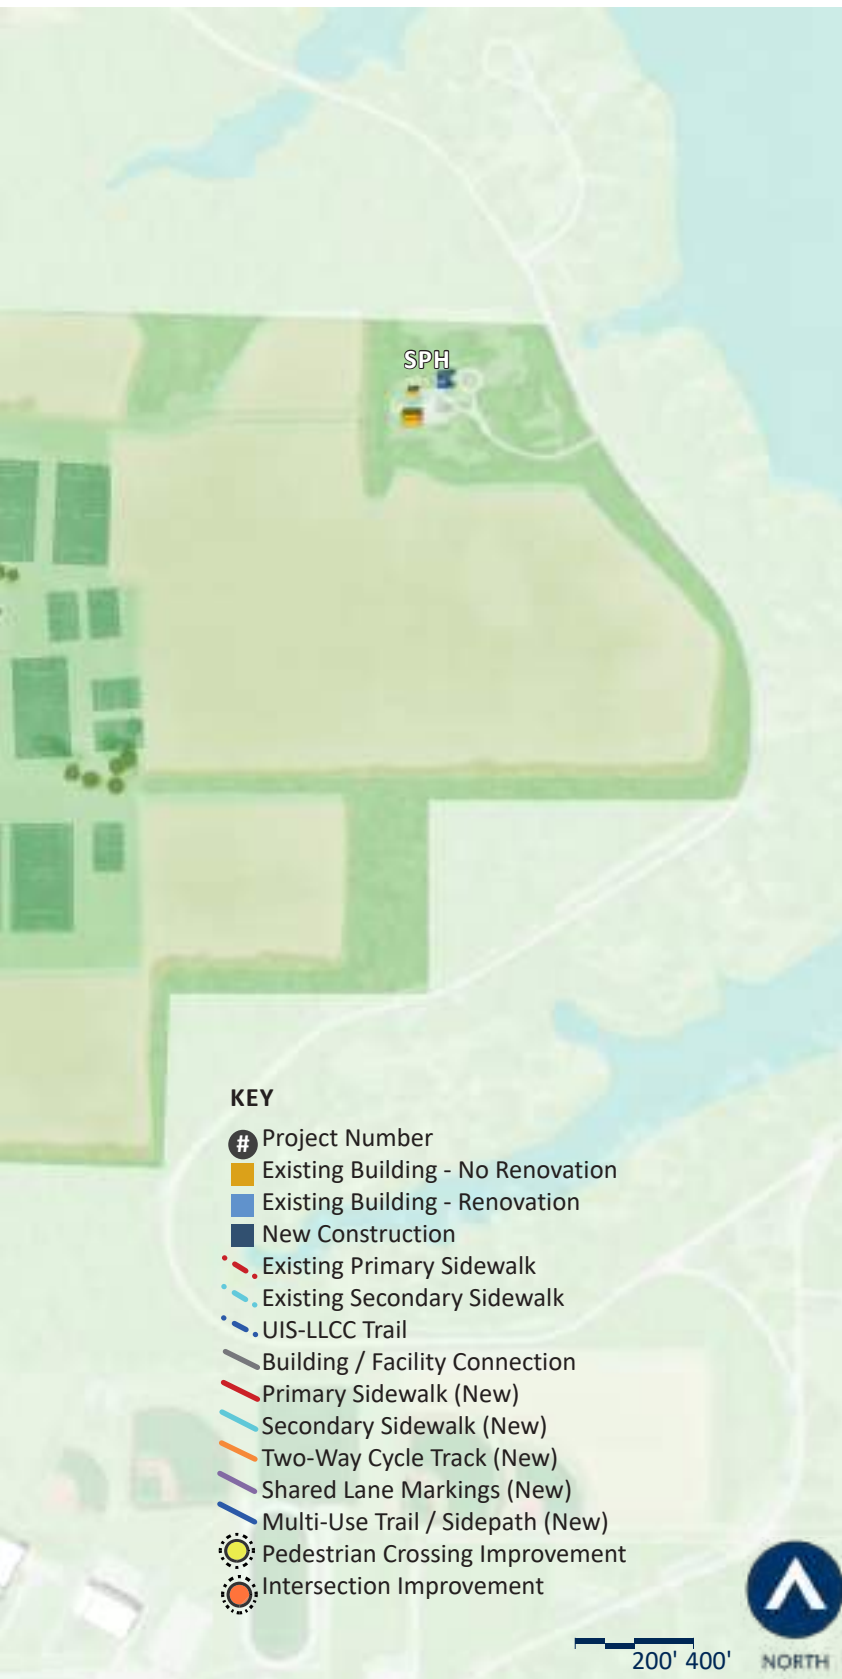 SPH
KEY
# Project Number
Existing Building - No Renovation
Existing Building - Renovation
New Construction
Existing Primary Sidewalk
Existing Secondary Sidewalk
UIS-LLCC Trail
Building / Facility Connection
Primary Sidewalk (New)
Secondary Sidewalk (New)
Two-Way Cycle Track (New)
Shared Lane Markings (New)
Multi-Use Trail / Sidepath (New)
Pedestrian Crossing Improvement
Intersection Improvement
200' 400'
NORTH